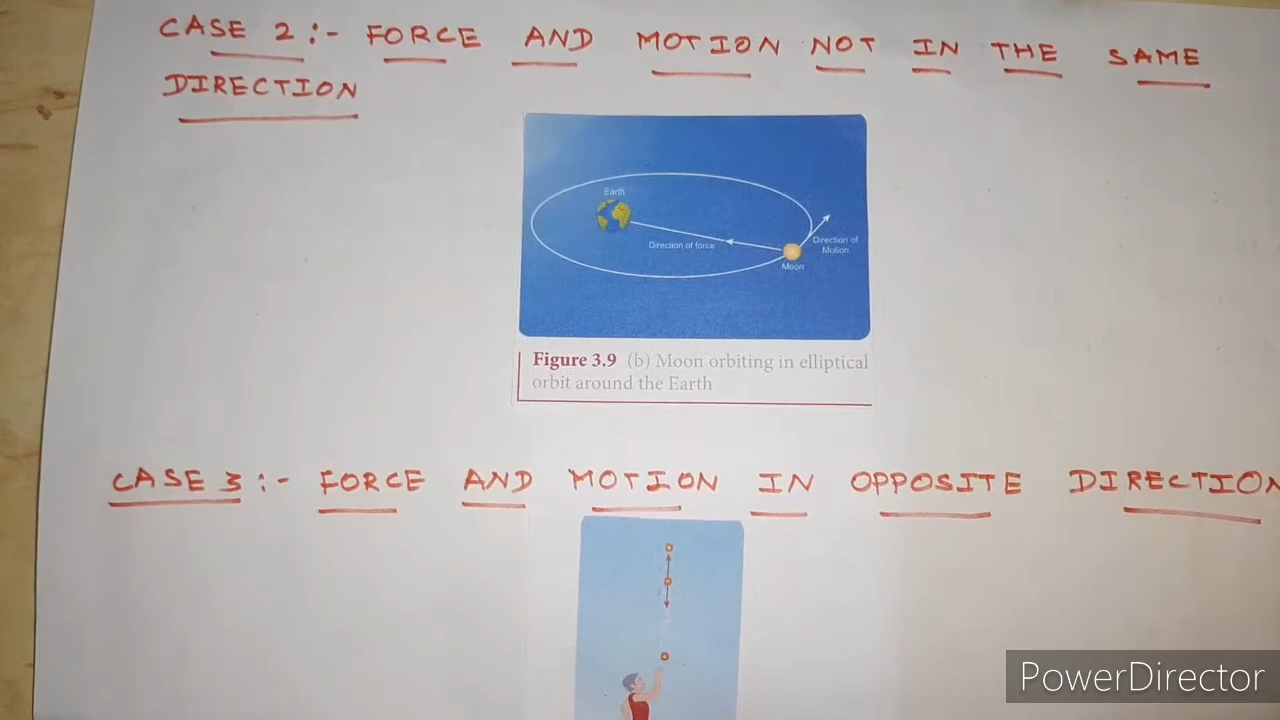 CASE 2:- FORCE AND MOTION NOT IN THE SAME
DIRECTION
Earth
Direction of force
Direction of
Motion
Moon
Figure 3.9 (b) Moon orbiting in elliptical
orbit around the Earth
CASE 3:- FORCE AND MOTION IN OPPOSITE DIRECTION
PowerDirector